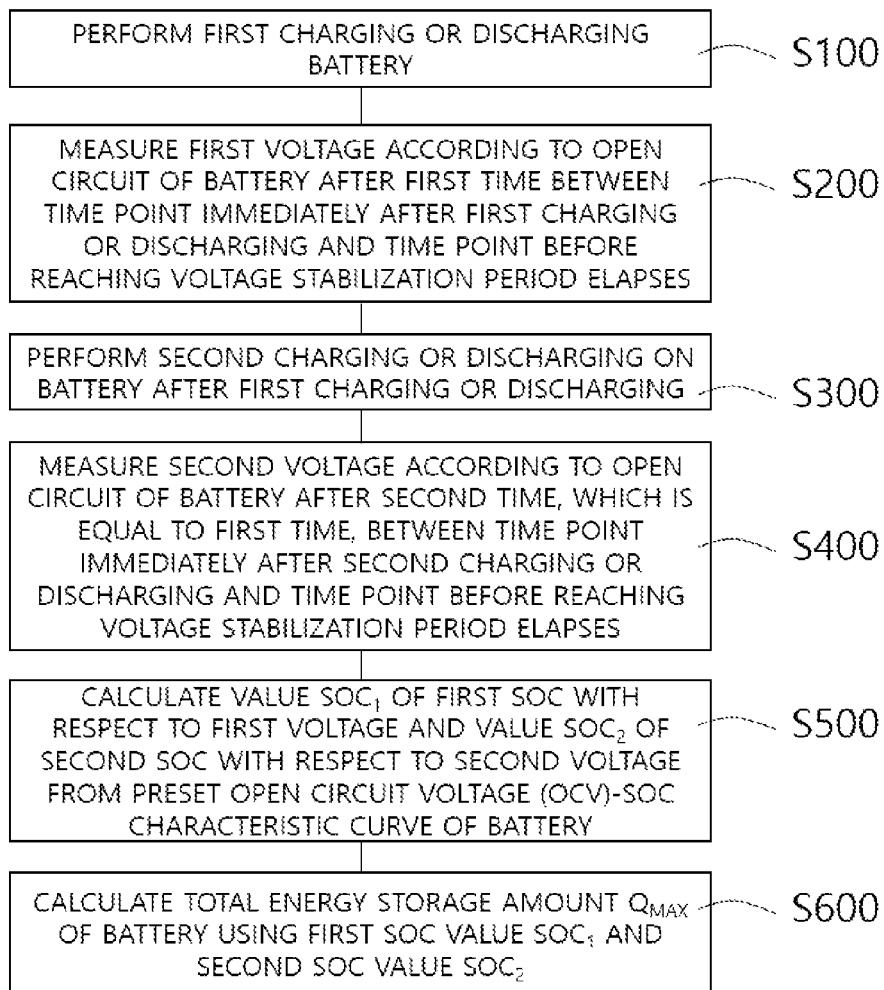 PERFORM FIRST CHARGING OR DISCHARGING
BATTERY
S100
MEASURE FIRST VOLTAGE ACCORDING TO OPEN
CIRCUIT OF BATTERY AFTER FIRST TIME BETWEEN
TIME POINT IMMEDIATELY AFTER FIRST CHARGING
OR DISCHARGING AND TIME POINT BEFORE
REACHING VOLTAGE STABILIZATION PERIOD ELAPSES
S200
PERFORM SECOND CHARGING OR DISCHARGING ON
BATTERY AFTER FIRST CHARGING OR DISCHARGING
S300
MEASURE SECOND VOLTAGE ACCORDING TO OPEN
CIRCUIT OF BATTERY AFTER SECOND TIME, WHICH IS
EQUAL TO FIRST TIME, BETWEEN TIME POINT
IMMEDIATELY AFTER SECOND CHARGING OR
DISCHARGING AND TIME POINT BEFORE REACHING
VOLTAGE STABILIZATION PERIOD ELAPSES
S400
CALCULATE VALUE SOC₁ OF FIRST SOC WITH
RESPECT TO FIRST VOLTAGE AND VALUE SOC₂ OF
SECOND SOC WITH RESPECT TO SECOND VOLTAGE
FROM PRESET OPEN CIRCUIT VOLTAGE (OCV)-SOC
CHARACTERISTIC CURVE OF BATTERY
S500
CALCULATE TOTAL ENERGY STORAGE AMOUNT Q_MAX
OF BATTERY USING FIRST SOC VALUE SOC₁ AND
SECOND SOC VALUE SOC₂
S600